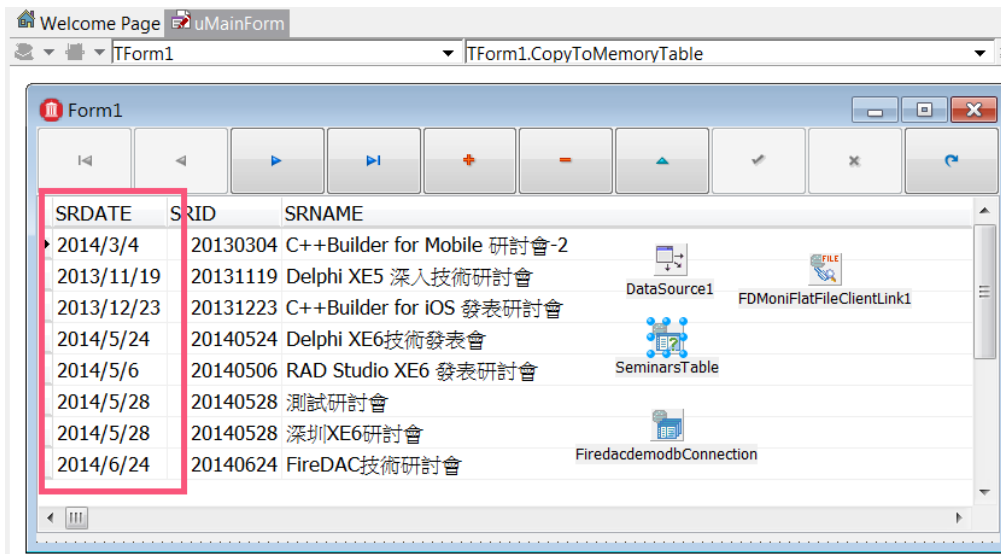 Welcome Page uMainForm
TForm1 TForm1.CopyToMemoryTable
Form1
SRDATE SRID SRNAME
2014/3/4 20130304 C++Builder for Mobile 研討會-2
2013/11/19 20131119 Delphi XE5 深入技術研討會
2013/12/23 20131223 C++Builder for iOS 發表研討會
2014/5/24 20140524 Delphi XE6技術發表會
2014/5/6 20140506 RAD Studio XE6 發表研討會
2014/5/28 20140528 測試研討會
2014/5/28 20140528 深圳XE6研討會
2014/6/24 20140624 FireDAC技術研討會
DataSource1
FILE
FDMoniFlatFileClientLink1
SeminarsTable
FiredacdemodbConnection